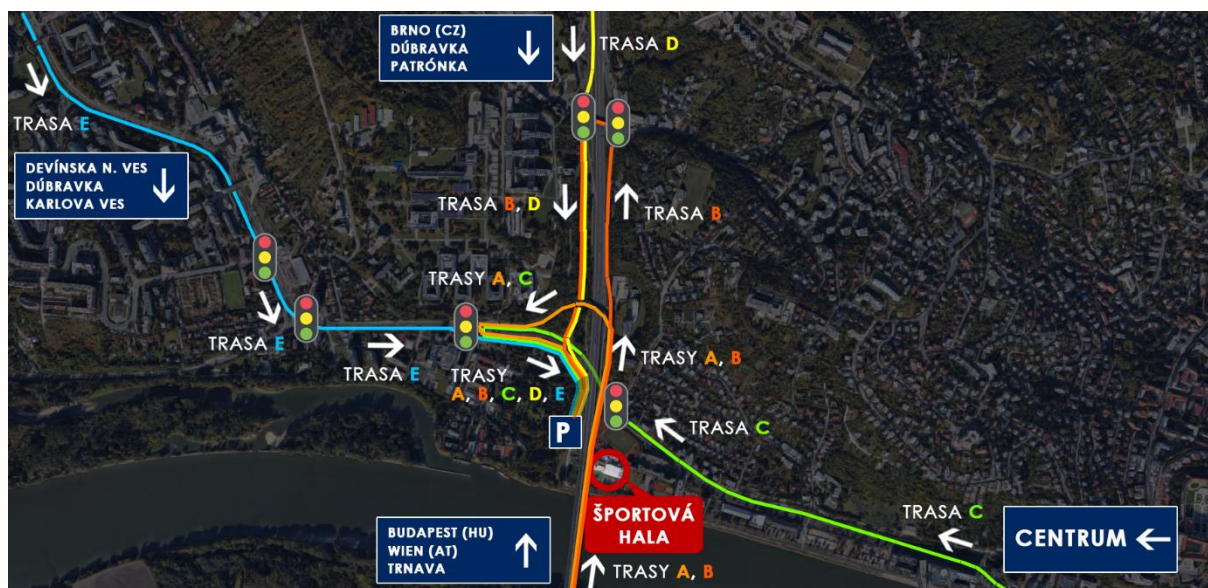 BRNO (CZ)
DÚBRAVKA
PATRÓNKA
TRASA D
TRASA E
DEVÍNSKA N. VES
DÚBRAVKA
KARLOVA VES
TRASA B, D
TRASA B
TRASY A, C
TRASA E
TRASA E
TRASY
A, B, C, D, E
TRASY A, B
P
TRASA C
ŠPORTOVÁ
HALA
TRASA C
CENTRUM
BUDAPEST (HU)
WIEN (AT)
TRNAVA
TRASY A, B